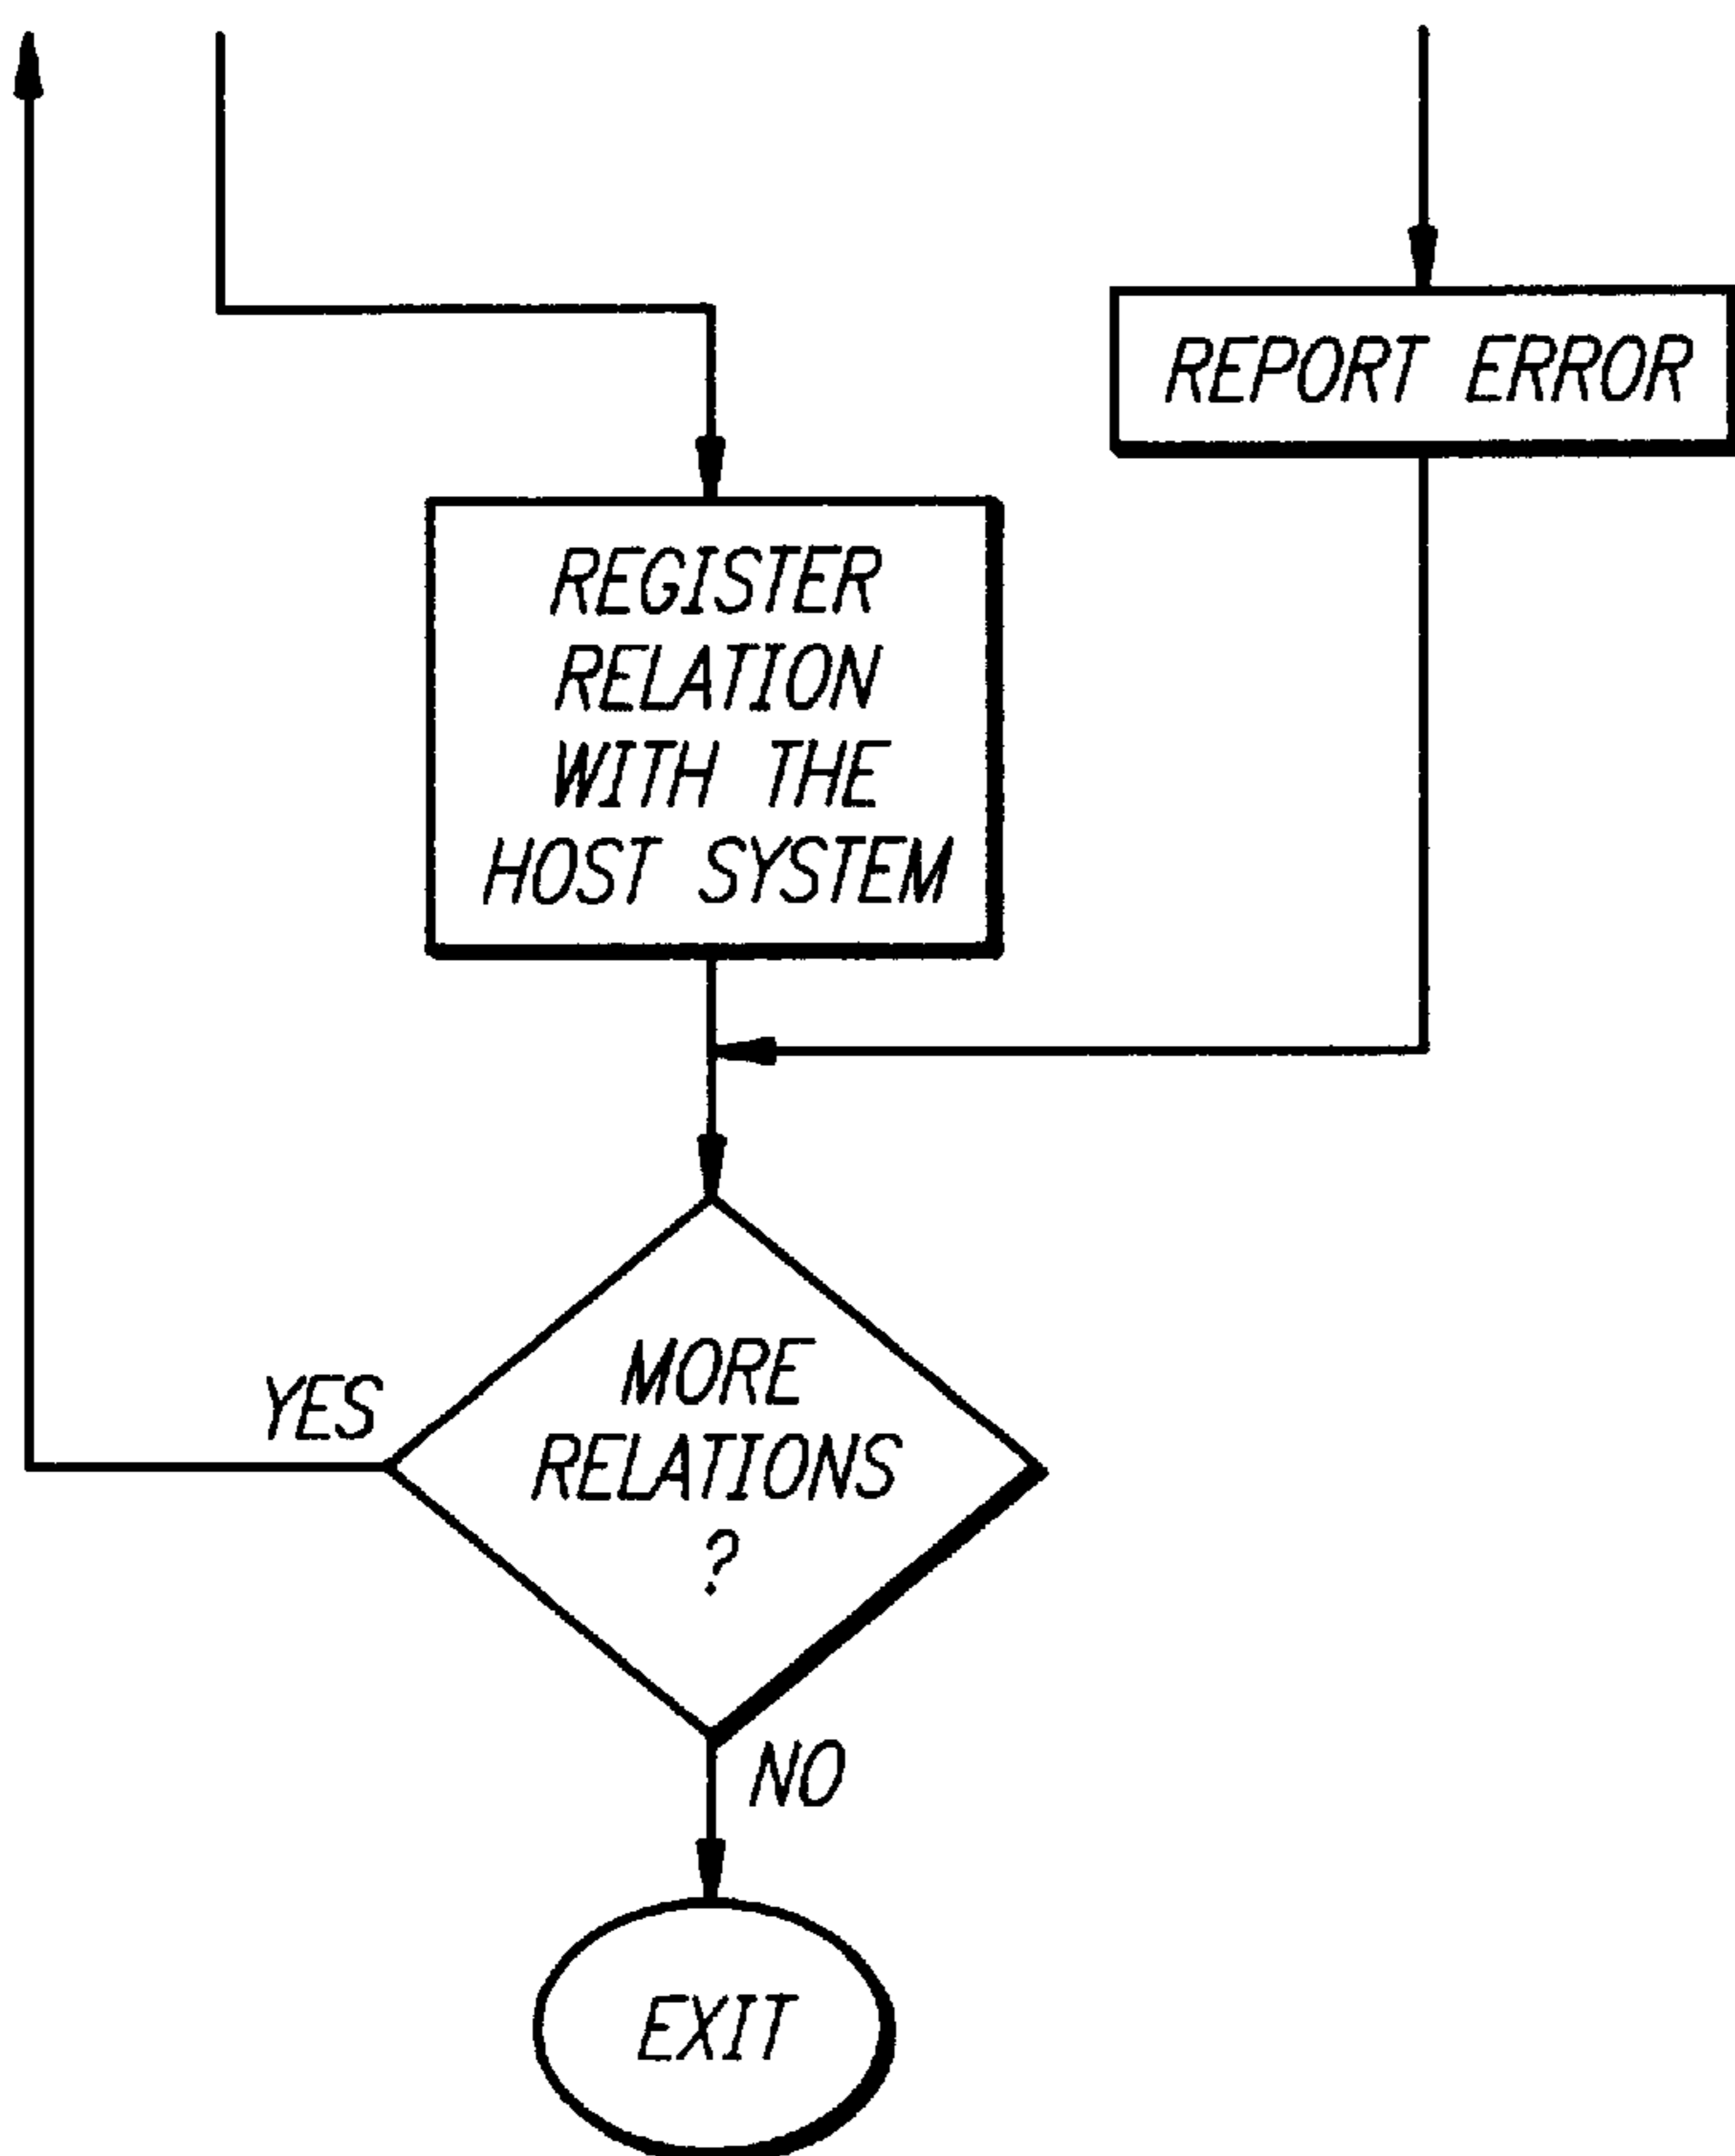 REPORT ERROR
REGISTER
RELATION
WITH THE
HOST SYSTEM
YES
MORE
RELATIONS
?
NO
EXIT